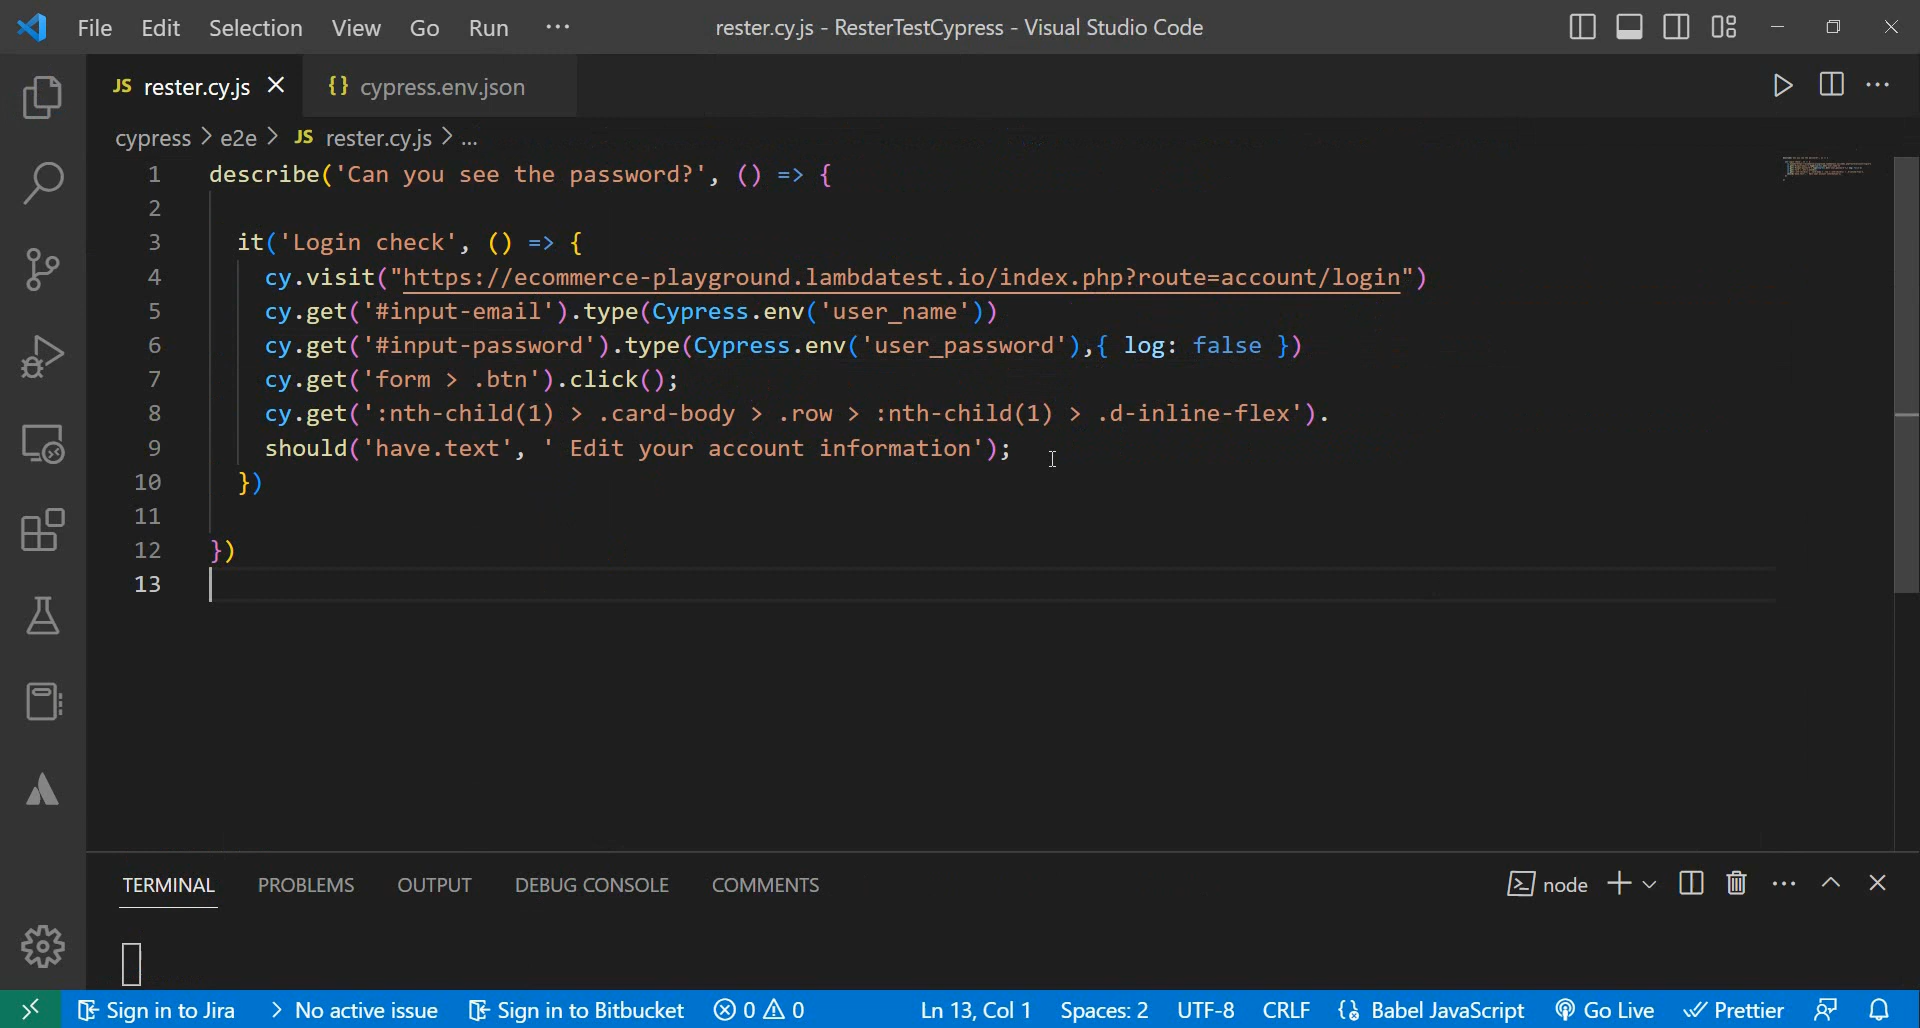 File Edit Selection View Go Run ··· rester.cy.js - ResterTestCypress - Visual Studio Code
JS rester.cy.js {} cypress.env.json
cypress > e2e > JS rester.cy.js > ...
1 describe('Can you see the password?', () => {
2
3 it('Login check', () => {
4 cy.visit("https://ecommerce-playground.lambdatest.io/index.php?route=account/login")
5 cy.get('#input-email').type(Cypress.env('user_name'))
6 cy.get('#input-password').type(Cypress.env('user_password'),{ log: false })
7 cy.get('form > .btn').click();
8 cy.get(':nth-child(1) > .card-body > .row > :nth-child(1) > .d-inline-flex').
9 should('have.text', ' Edit your account information');
10 })
11
12 })
13
TERMINAL PROBLEMS OUTPUT DEBUG CONSOLE COMMENTS node
Sign in to Jira > No active issue Sign in to Bitbucket 0 0 Ln 13, Col 1 Spaces: 2 UTF-8 CRLF {} Babel JavaScript Go Live Prettier